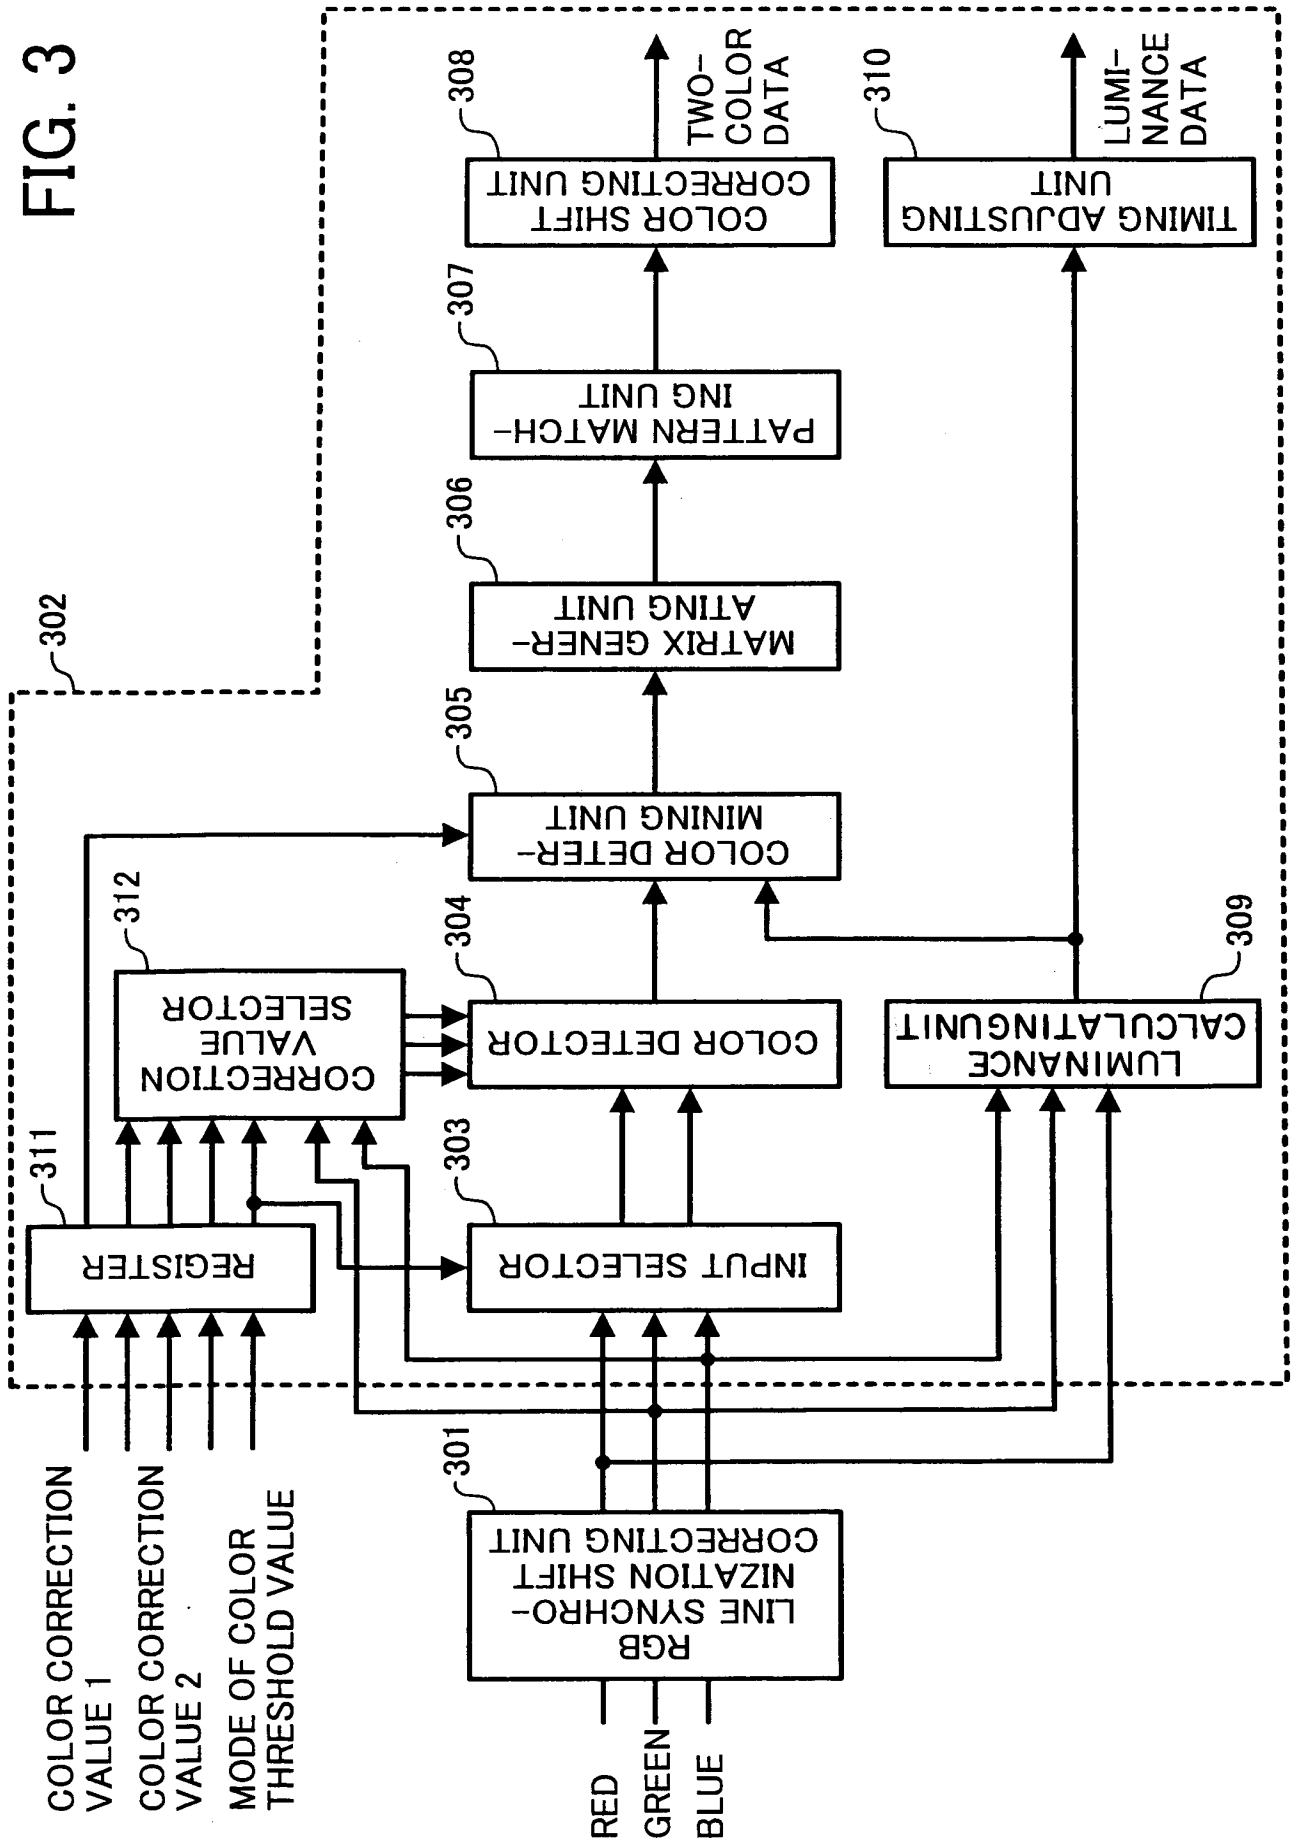 FIG. 3
302
COLOR CORRECTION
VALUE 1
COLOR CORRECTION
VALUE 2
MODE OF COLOR
THRESHOLD VALUE
311
REGISTER
312
CORRECTION
VALUE
SELECTOR
RED
GREEN
BLUE
301
RGB
LINE SYNCHRO-
NIZATION SHIFT
CORRECTING UNIT
303
INPUT SELECTOR
304
COLOR DETECTOR
305
COLOR DETER-
MINING UNIT
306
MATRIX GENER-
ATING UNIT
307
PATTERN MATCH-
ING UNIT
308
COLOR SHIFT
CORRECTING UNIT
TWO-
COLOR
DATA
309
LUMINANCE
CALCULATINGUNIT
310
TIMING ADJUSTING
UNIT
LUMI-
NANCE
DATA